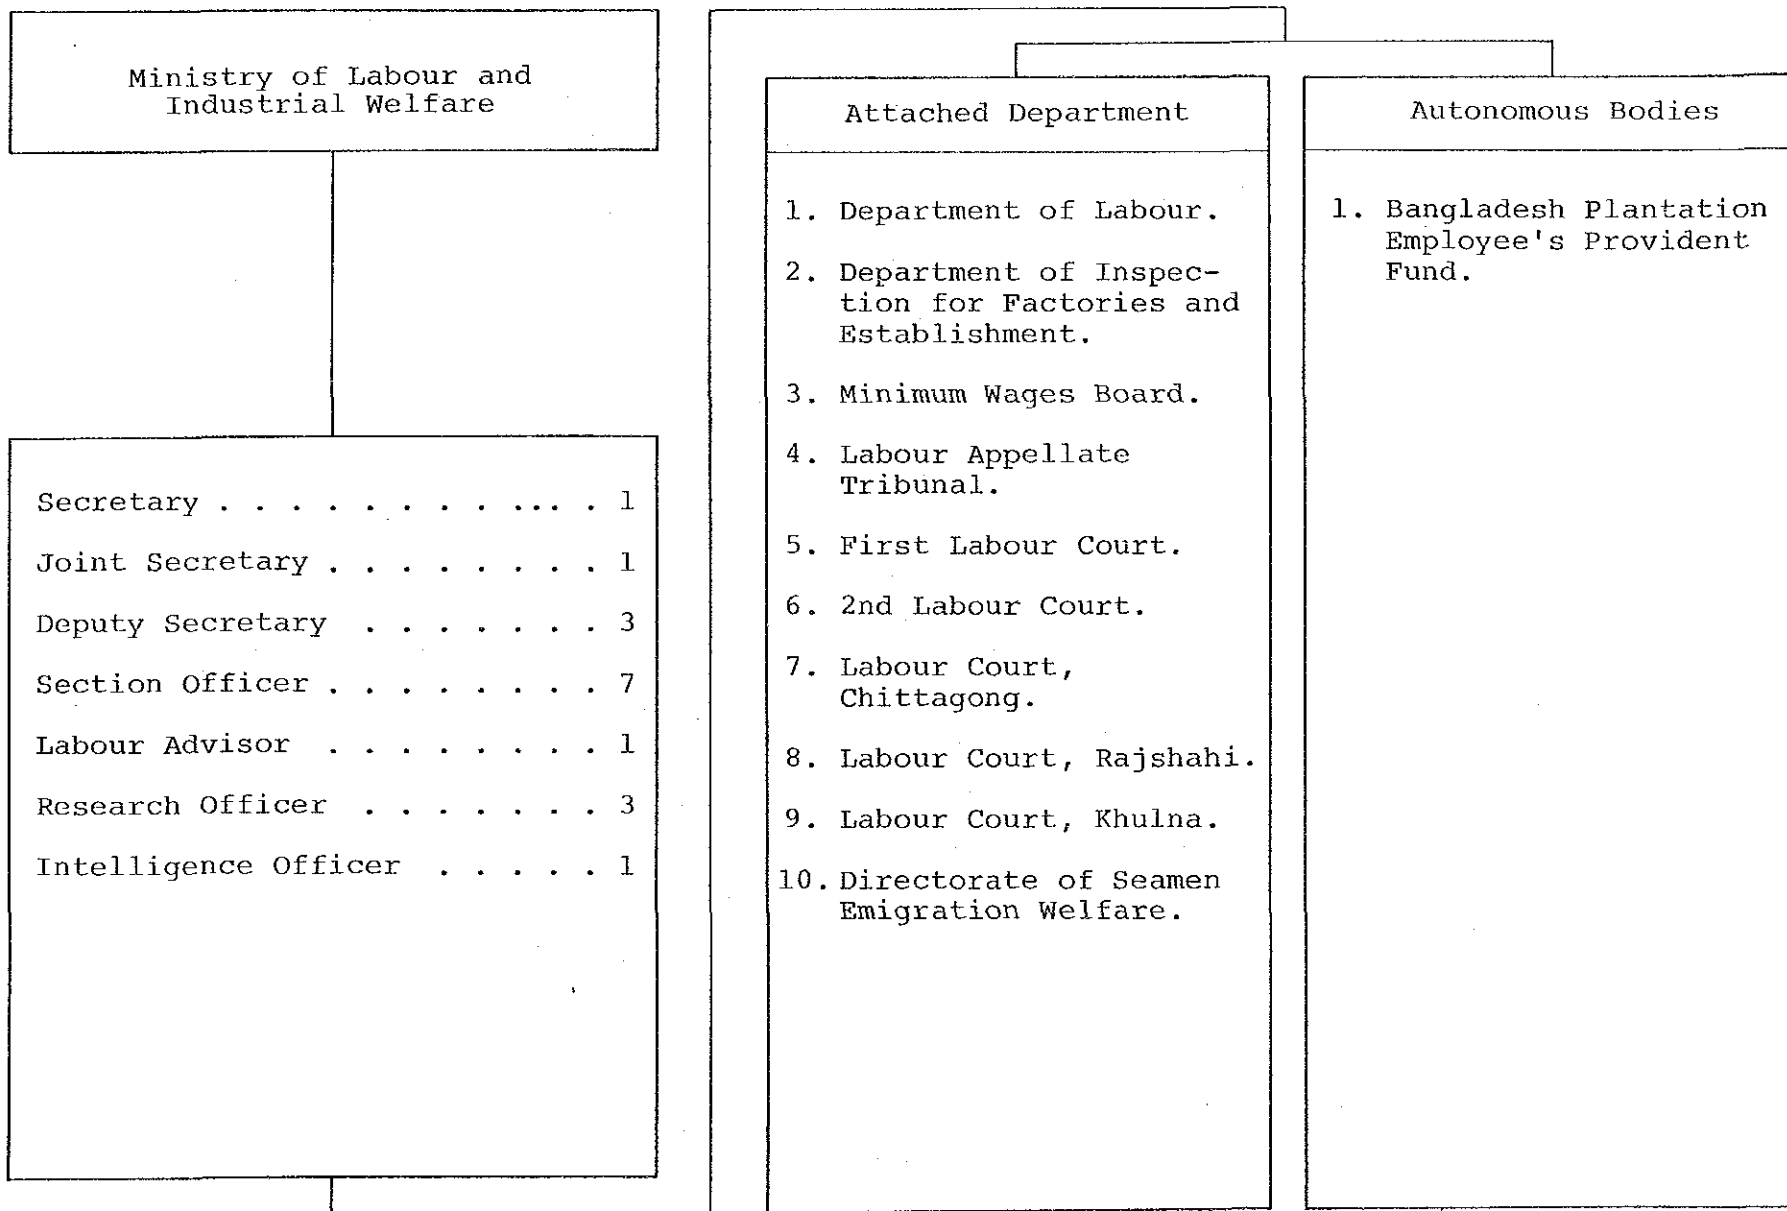 Ministry of Labour and
Industrial Welfare
Secretary . . . . . . . . . . ... . 1
Joint Secretary . . . . . . . . 1
Deputy Secretary . . . . . . . 3
Section Officer . . . . . . . . 7
Labour Advisor . . . . . . . . 1
Research Officer . . . . . . . 3
Intelligence Officer . . . . . 1
Attached Department
1. Department of Labour.
2. Department of Inspec-
tion for Factories and
Establishment.
3. Minimum Wages Board.
4. Labour Appellate
Tribunal.
5. First Labour Court.
6. 2nd Labour Court.
7. Labour Court,
Chittagong.
8. Labour Court, Rajshahi.
9. Labour Court, Khulna.
10. Directorate of Seamen
Emigration Welfare.
Autonomous Bodies
1. Bangladesh Plantation
Employee's Provident
Fund.